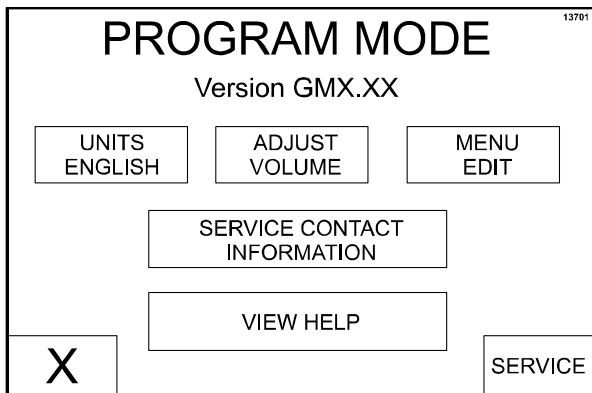 13701
PROGRAM MODE
Version GMX.XX
UNITS
ENGLISH
ADJUST
VOLUME
MENU
EDIT
SERVICE CONTACT
INFORMATION
VIEW HELP
X
SERVICE